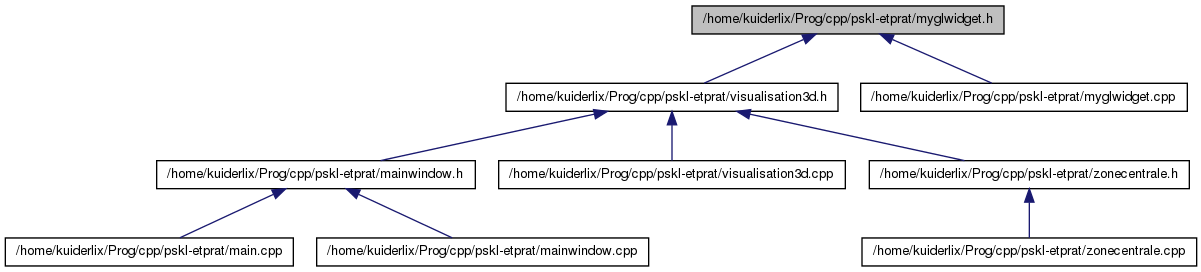 /home/kuiderlix/Prog/cpp/pskl-etprat/myglwidget.h
/home/kuiderlix/Prog/cpp/pskl-etprat/visualisation3d.h
/home/kuiderlix/Prog/cpp/pskl-etprat/myglwidget.cpp
/home/kuiderlix/Prog/cpp/pskl-etprat/mainwindow.h
/home/kuiderlix/Prog/cpp/pskl-etprat/visualisation3d.cpp
/home/kuiderlix/Prog/cpp/pskl-etprat/zonecentrale.h
/home/kuiderlix/Prog/cpp/pskl-etprat/main.cpp
/home/kuiderlix/Prog/cpp/pskl-etprat/mainwindow.cpp
/home/kuiderlix/Prog/cpp/pskl-etprat/zonecentrale.cpp